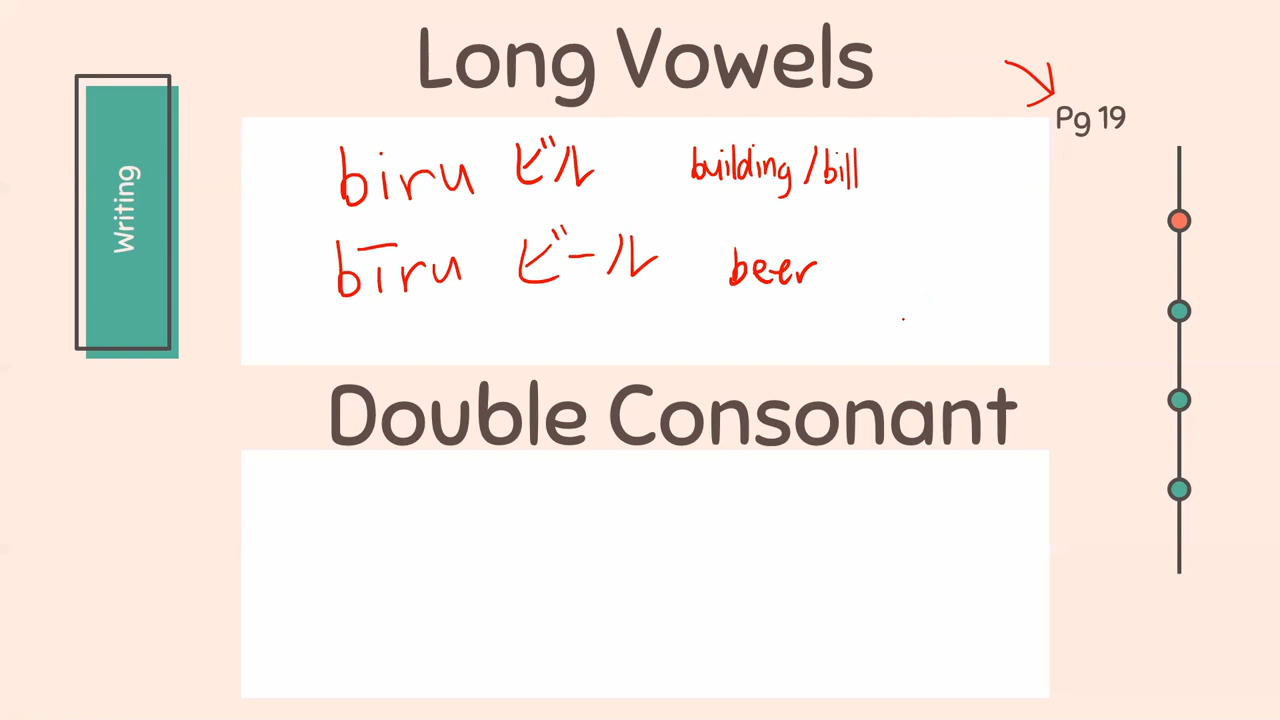 Long Vowels
Pg 19
Writing
biru ビル building / bill
bīru ビール beer
Double Consonant